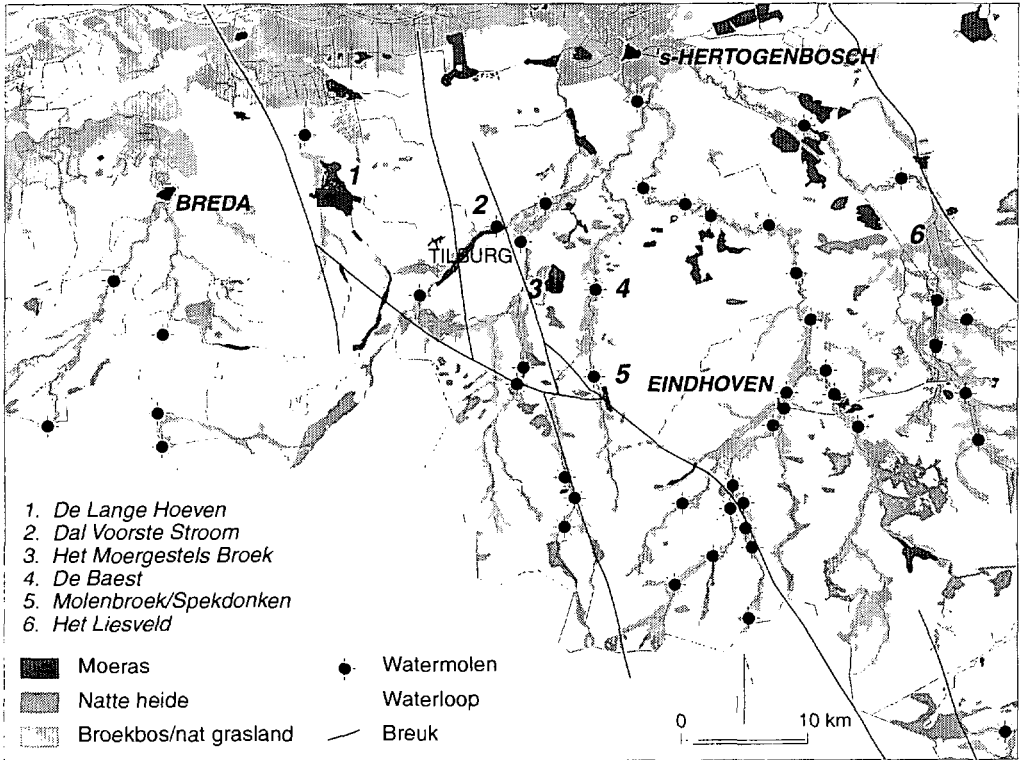 's-HERTOGENBOSCH
1
BREDA
2
TILBURG
6
3
4
5
EINDHOVEN
1. De Lange Hoeven
2. Dal Voorste Stroom
3. Het Moergestels Broek
4. De Baest
5. Molenbroek/Spekdonken
6. Het Liesveld
Moeras
Natte heide
Broekbos/nat grasland
Watermolen
Waterloop
Breuk
0 10 km